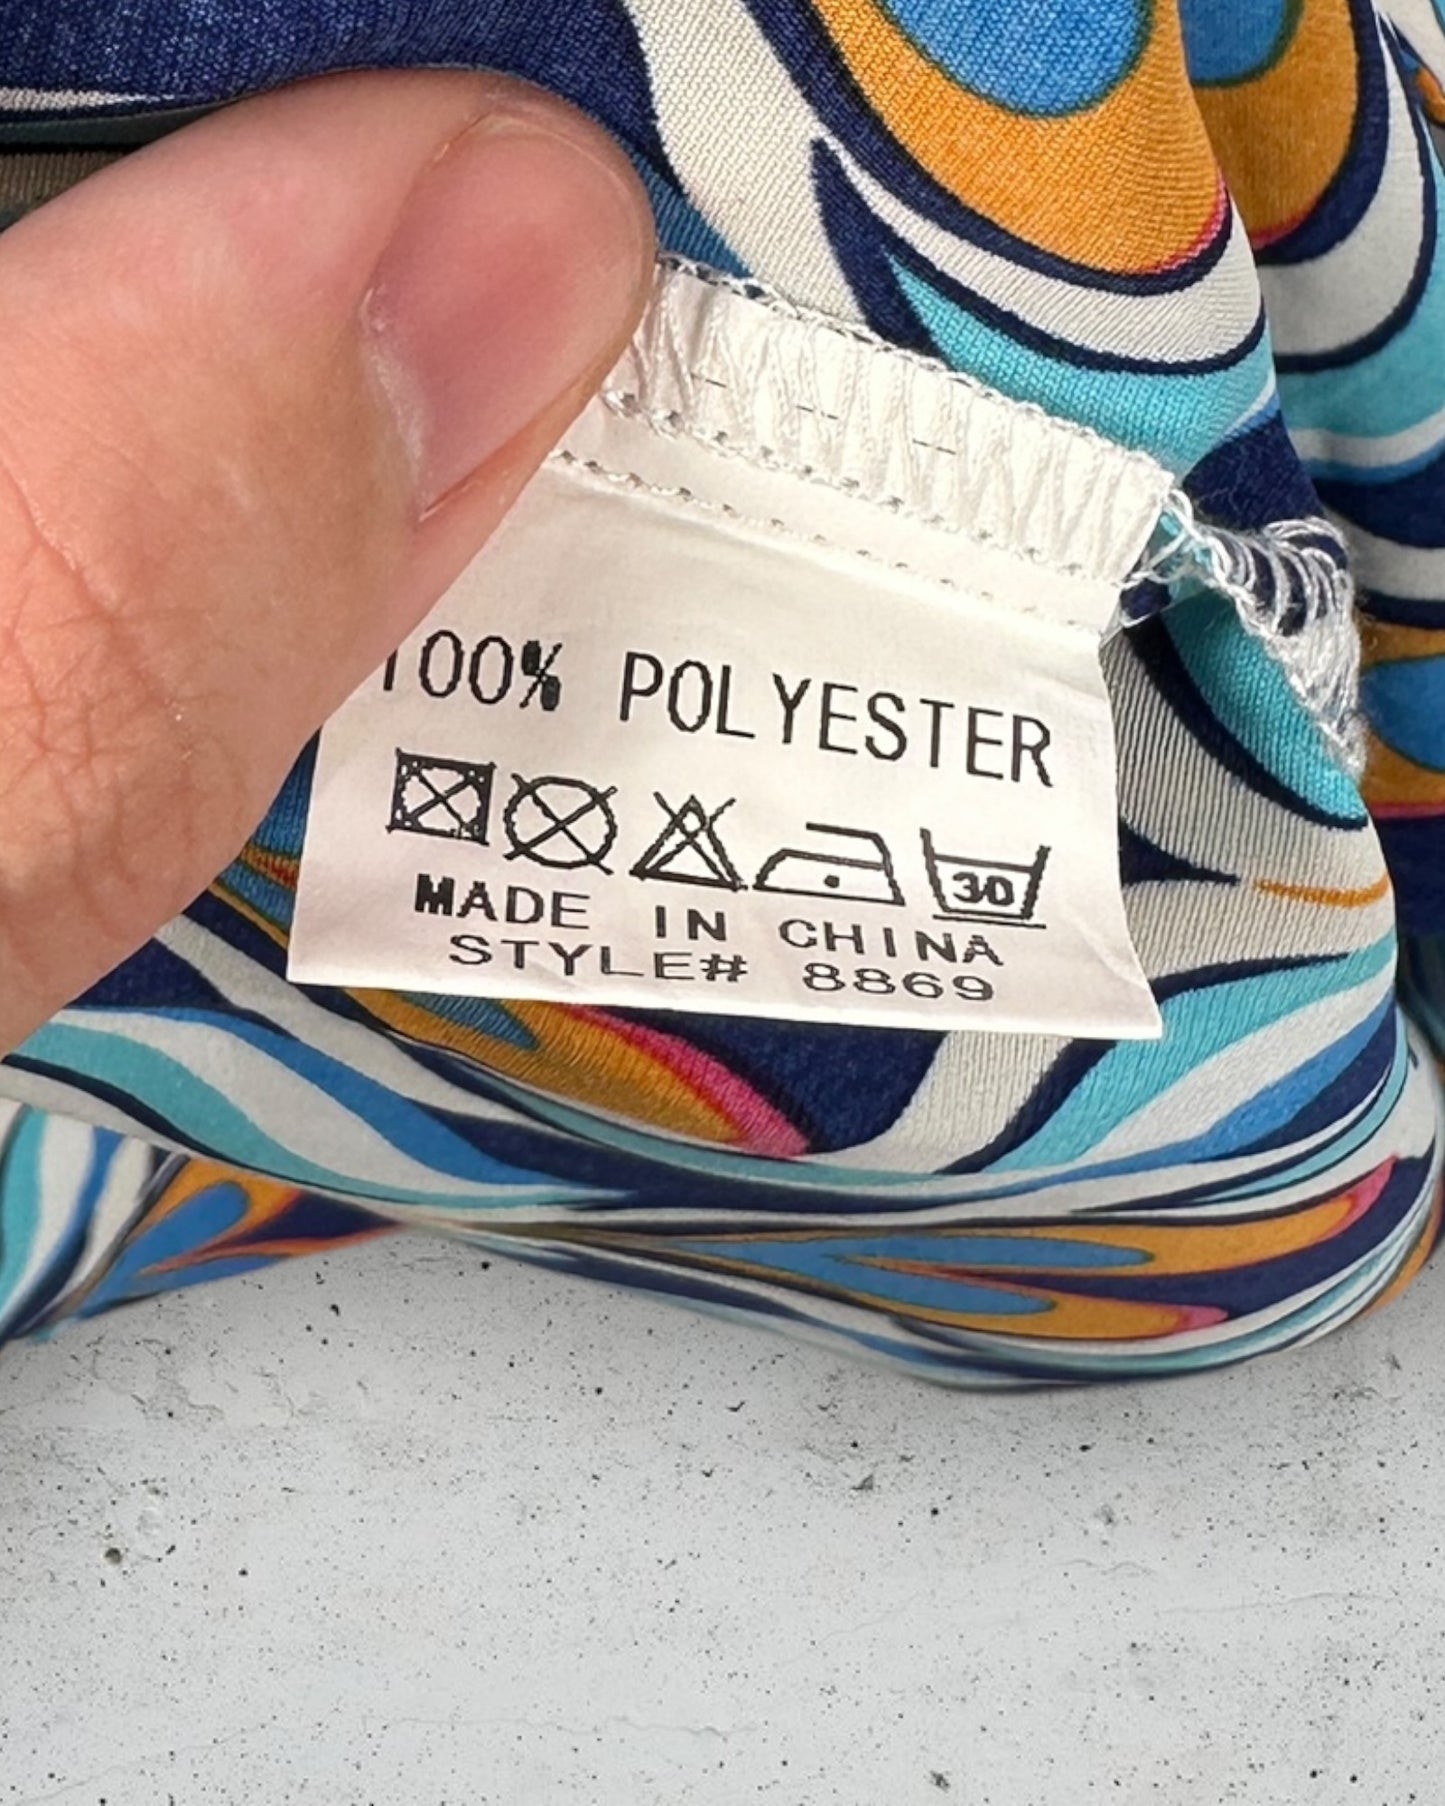 100% POLYESTER
30
MADE IN CHINA
STYLE# 8869